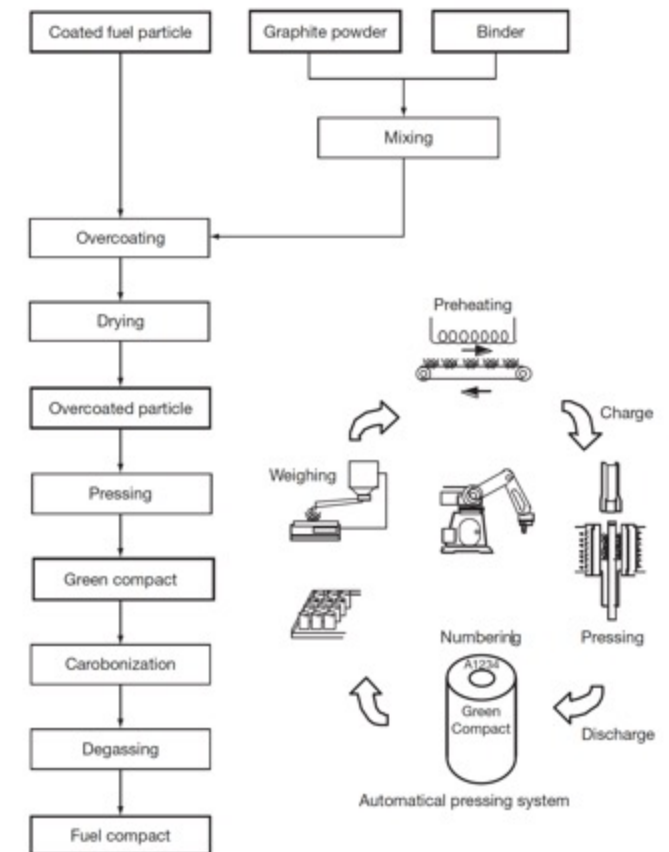 Coated fuel particle
Graphite powder
Binder
Mixing
Overcoating
Drying
Overcoated particle
Pressing
Green compact
Carobonization
Degassing
Fuel compact
Preheating
Charge
Weighing
Pressing
Numbering
A1234
Green
Compact
Discharge
Automatical pressing system